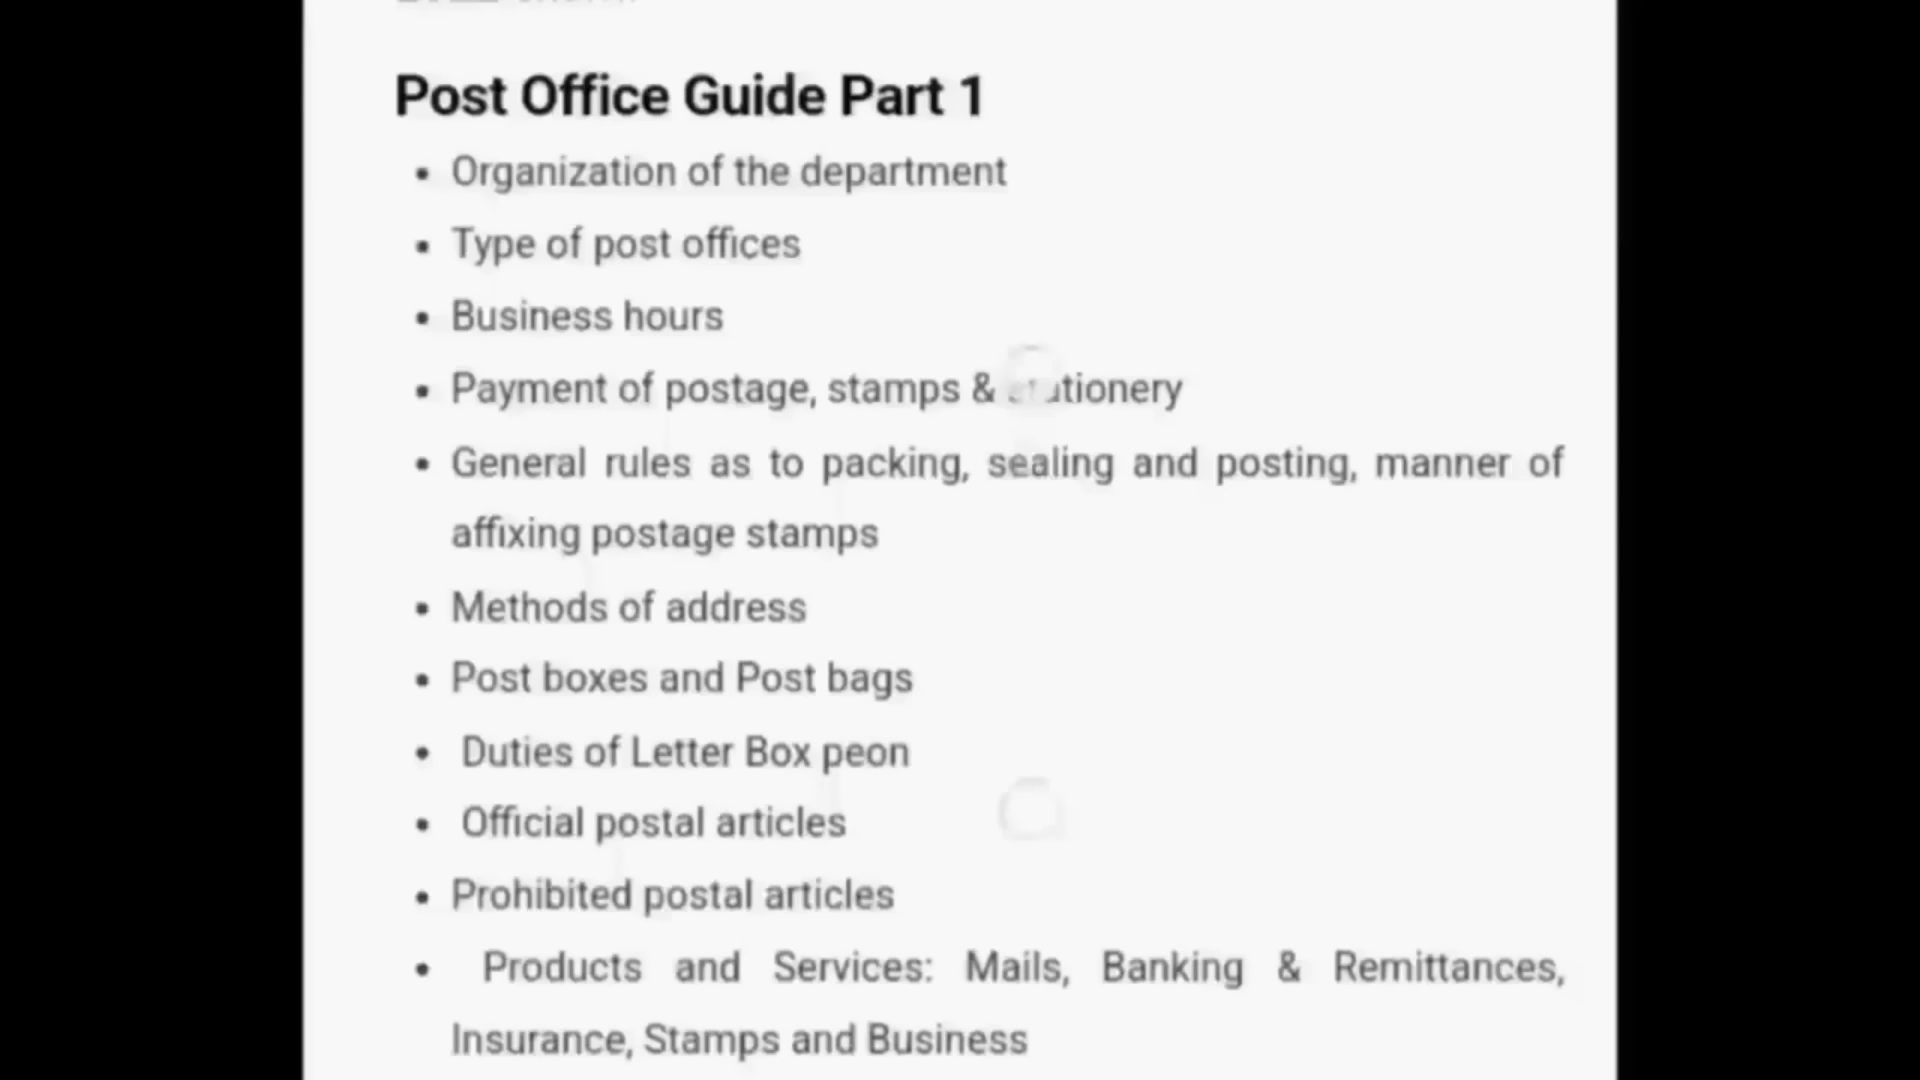 Post Office Guide Part 1
• Organization of the department
• Type of post offices
• Business hours
• Payment of postage, stamps & stationery
• General rules as to packing, sealing and posting, manner of
affixing postage stamps
• Methods of address
• Post boxes and Post bags
• Duties of Letter Box peon
• Official postal articles
• Prohibited postal articles
• Products and Services: Mails, Banking & Remittances,
Insurance, Stamps and Business